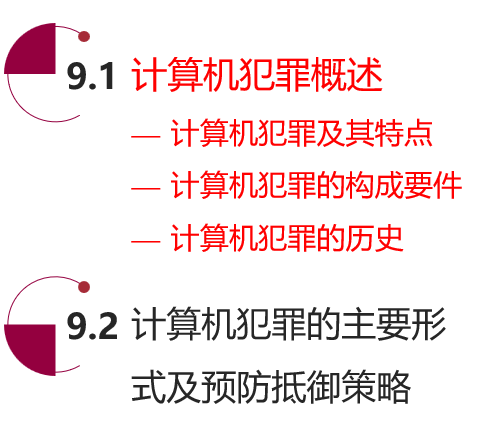 9.1 计算机犯罪概述
— 计算机犯罪及其特点
— 计算机犯罪的构成要件
— 计算机犯罪的历史
9.2 计算机犯罪的主要形
式及预防抵御策略